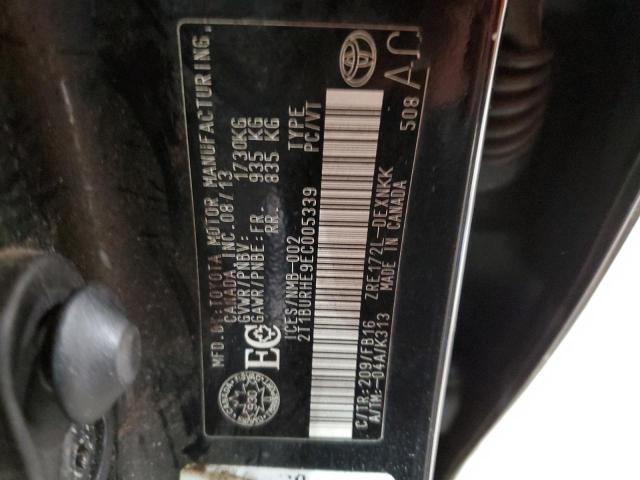 MFD.BY:TOYOTA MOTOR MANUFACTURING.
CANADA INC.08/13
GVWR/PNBV: 1730KG
GAWR/PNBE:FR. 935 KG
RR. 835 KG
ICES/NMB-002 TYPE
2T1BURHE9EC005339 PC/VT
C/TR:209/FB16 ZRE172L-DEXNKK
A/TM:-04A/K313 MADE IN CANADA
508